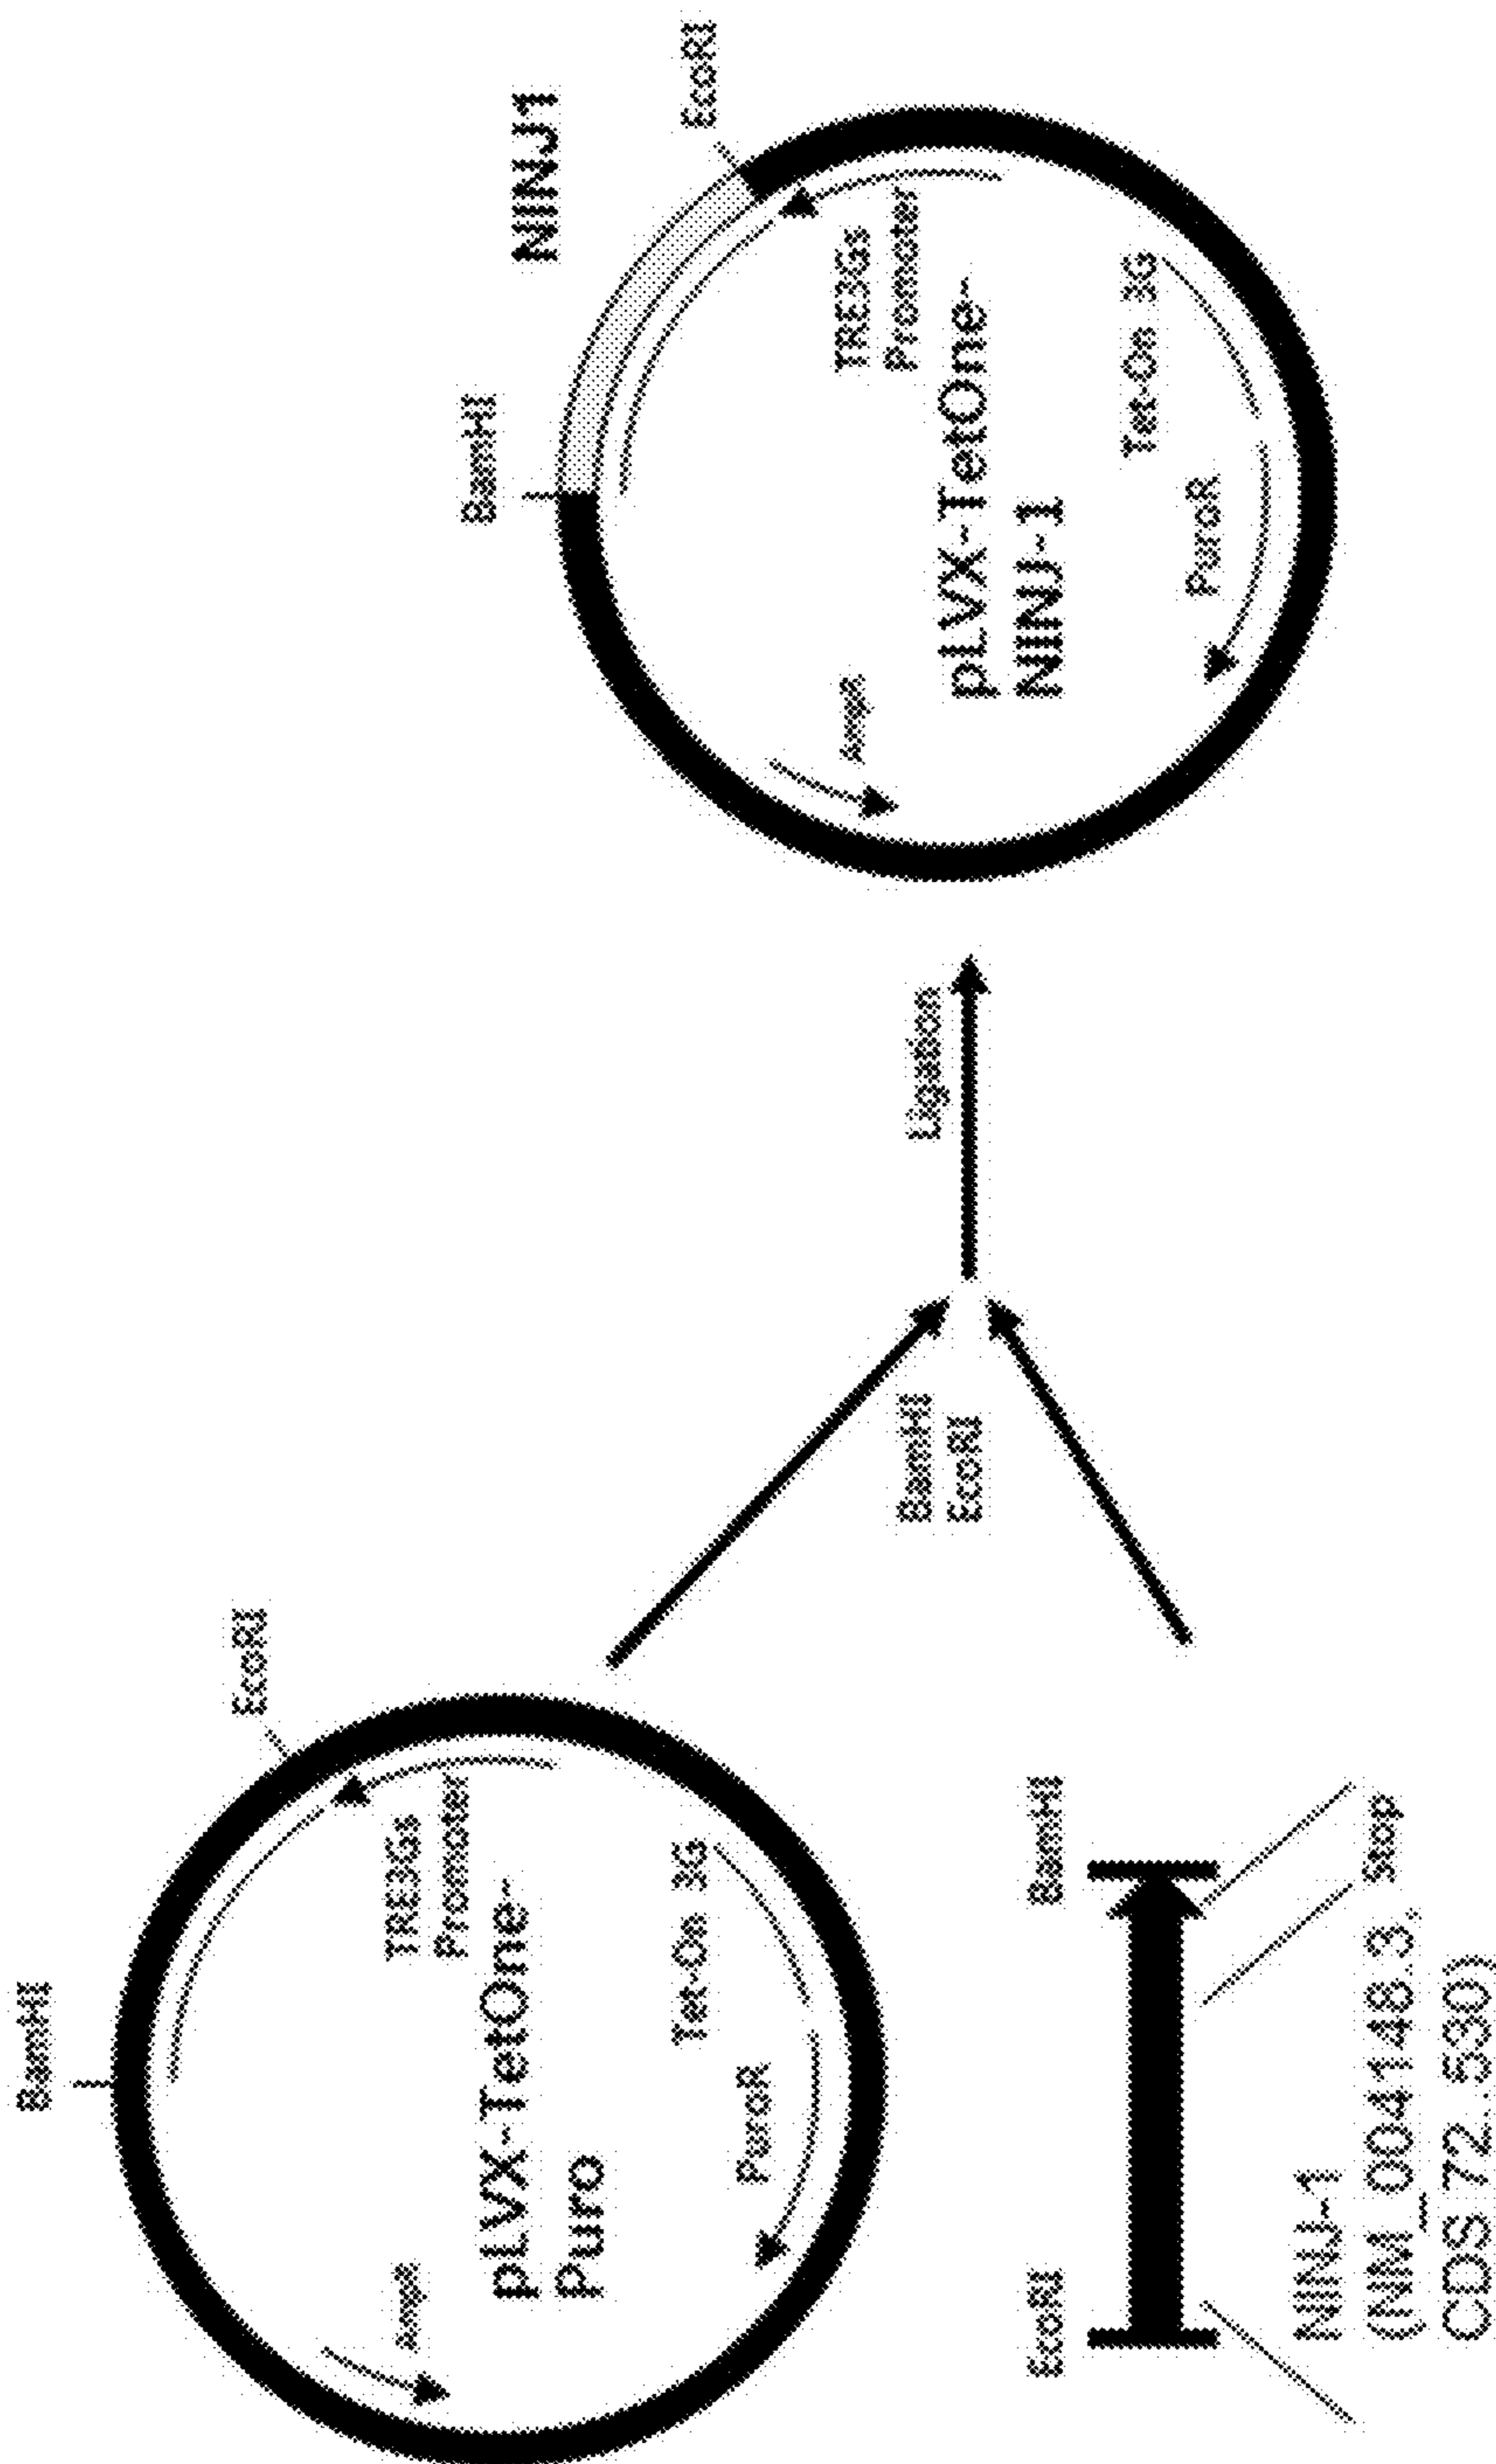 BamHI
EcoRI
TRE3Gs
Promoter
AmpR
pLVX-TetOne-
Puro
Tet-On 3G
PuroR
EcoRI
BamHI
Stop
NINJ-1
(NM_004148.3,
CDS 72..530)
BamHI
EcoRI
Ligation
BamHI
NINJ1
EcoRI
TRE3Gs
Promoter
AmpR
pLVX-TetOne-
NINJ-1
Tet-On 3G
PuroR